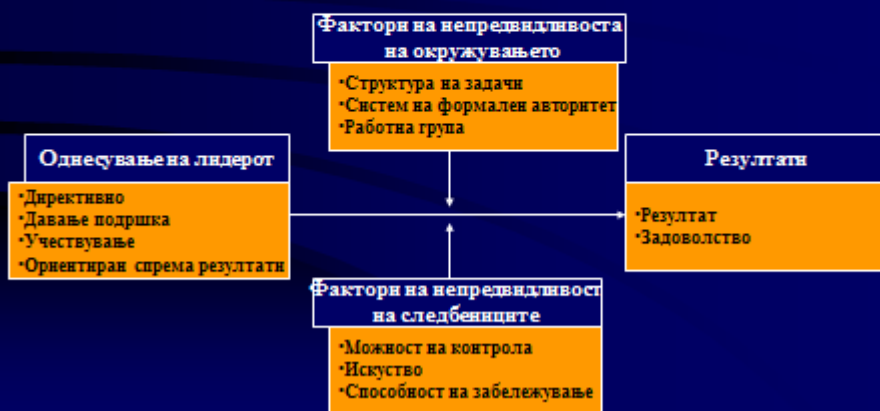 Фактори на непредвидливоста
на окружувањето
•Структура на задачи
•Систем на формален авторитет
•Работна група
Однесување на лидерот
•Директивно
•Давање подршка
•Учествување
•Ориентиран спрема резултати
Резултати
•Резултат
•Задоволство
Фактори на непредвидливост
на следбениците
•Можност на контрола
•Искуство
•Способност на забележување